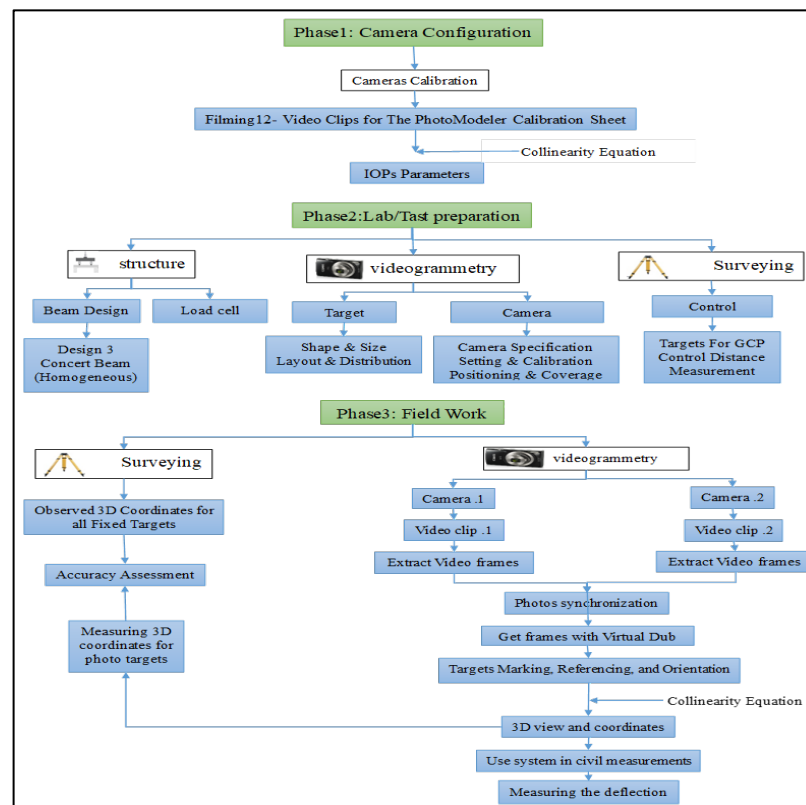 Phase1: Camera Configuration
Cameras Calibration
Filming12- Video Clips for The PhotoModeler Calibration Sheet
Collinearity Equation
IOPs Parameters
Phase2:Lab/Tast preparation
structure
videogrammetry
Surveying
Beam Design
Load cell
Target
Camera
Control
Design 3
Concert Beam
(Homogeneous)
Shape & Size
Layout & Distribution
Camera Specification
Setting & Calibration
Positioning & Coverage
Targets For GCP
Control Distance
Measurement
Phase3: Field Work
Surveying
videogrammetry
Observed 3D Coordinates for
all Fixed Targets
Camera .1
Camera .2
Video clip .1
Video clip .2
Extract Video frames
Extract Video frames
Accuracy Assessment
Photos synchronization
Measuring 3D
coordinates for
photo targets
Get frames with Virtual Dub
Targets Marking, Referencing, and Orientation
Collinearity Equation
3D view and coordinates
Use system in civil measurements
Measuring the deflection